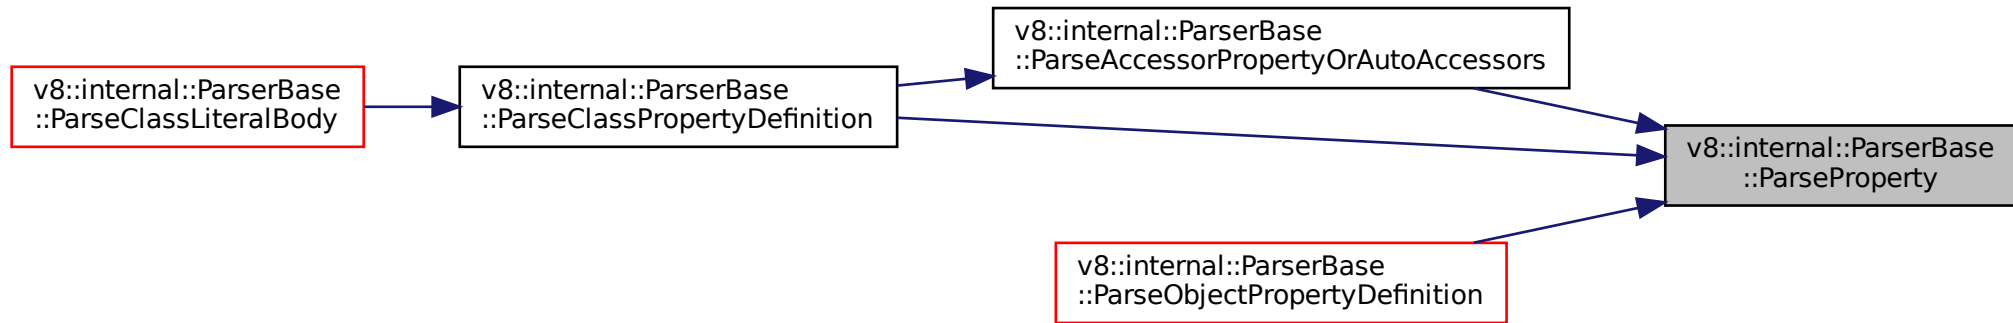 v8::internal::ParserBase
::ParseClassLiteralBody
v8::internal::ParserBase
::ParseClassPropertyDefinition
v8::internal::ParserBase
::ParseAccessorPropertyOrAutoAccessors
v8::internal::ParserBase
::ParseProperty
v8::internal::ParserBase
::ParseObjectPropertyDefinition